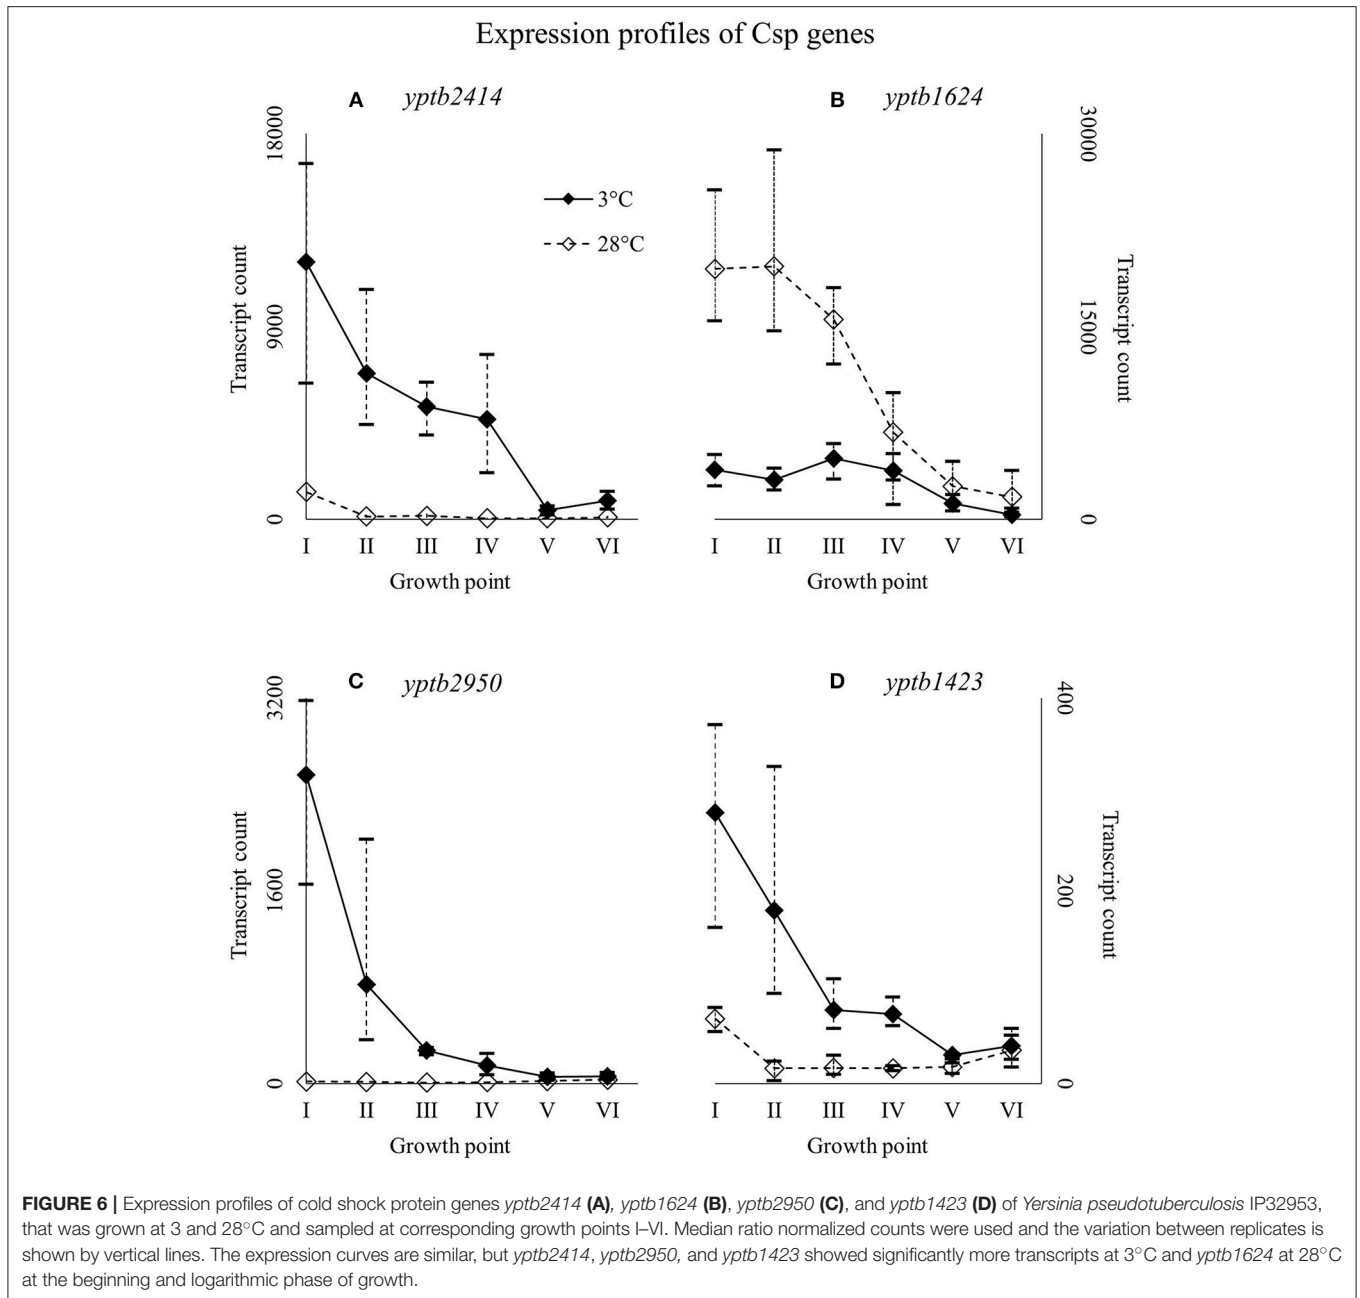 Expression profiles of Csp genes
A yptb2414
18000
9000
0
Transcript count
I II III IV V VI
Growth point
3°C
28°C
B yptb1624
30000
15000
0
Transcript count
I II III IV V VI
Growth point
C yptb2950
3200
1600
0
Transcript count
I II III IV V VI
Growth point
D yptb1423
400
200
0
Transcript count
I II III IV V VI
Growth point
FIGURE 6 | Expression profiles of cold shock protein genes yptb2414 (A), yptb1624 (B), yptb2950 (C), and yptb1423 (D) of Yersinia pseudotuberculosis IP32953,
that was grown at 3 and 28°C and sampled at corresponding growth points I–VI. Median ratio normalized counts were used and the variation between replicates is
shown by vertical lines. The expression curves are similar, but yptb2414, yptb2950, and yptb1423 showed significantly more transcripts at 3°C and yptb1624 at 28°C
at the beginning and logarithmic phase of growth.